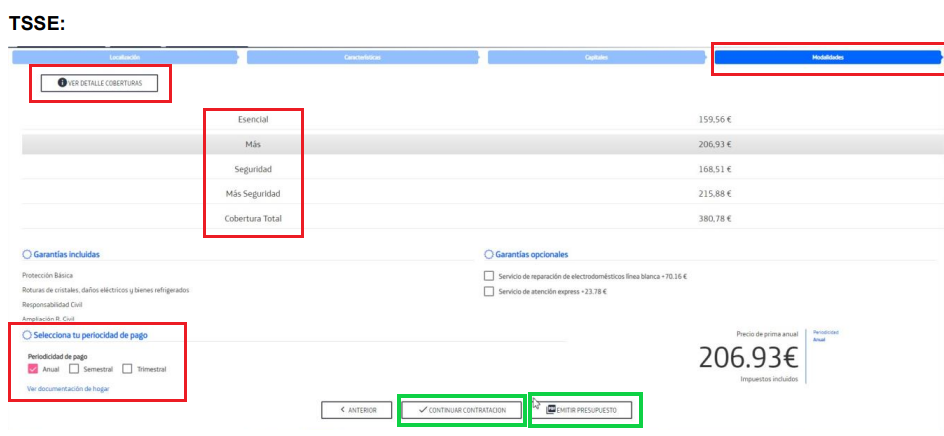 TSSE:
Localización Características Capitales Modalidades
VER DETALLE COBERTURAS
Esencial 159,56 €
Más 206,93 €
Seguridad 168,51 €
Más Seguridad 215,88 €
Cobertura Total 380,78 €
Garantías incluidas
Protección Básica
Roturas de cristales, daños eléctricos y bienes refrigerados
Responsabilidad Civil
Ampliación R. Civil
Garantías opcionales
Servicio de reparación de electrodomésticos línea blanca +70.16 €
Servicio de atención express +23.78 €
Selecciona tu periocidad de pago
Periodicidad de pago
Anual Semestral Trimestral
Ver documentación de hogar
Precio de prima anual
206.93€
Impuestos incluidos
Periodicidad
Anual
ANTERIOR CONTINUAR CONTRATACION EMITIR PRESUPUESTO